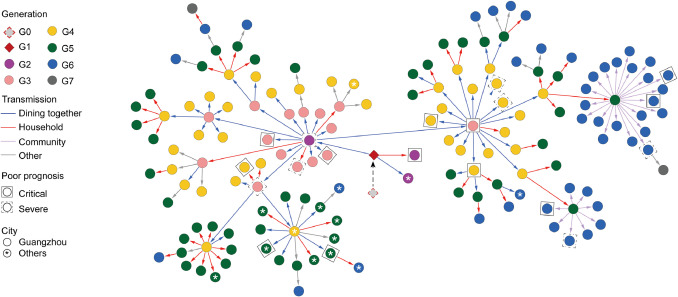 Generation
G0 G4
G1 G5
G2 G6
G3 G7
Transmission
Dining together
Household
Community
Other
Poor prognosis
Critical
Severe
City
Guangzhou
Others